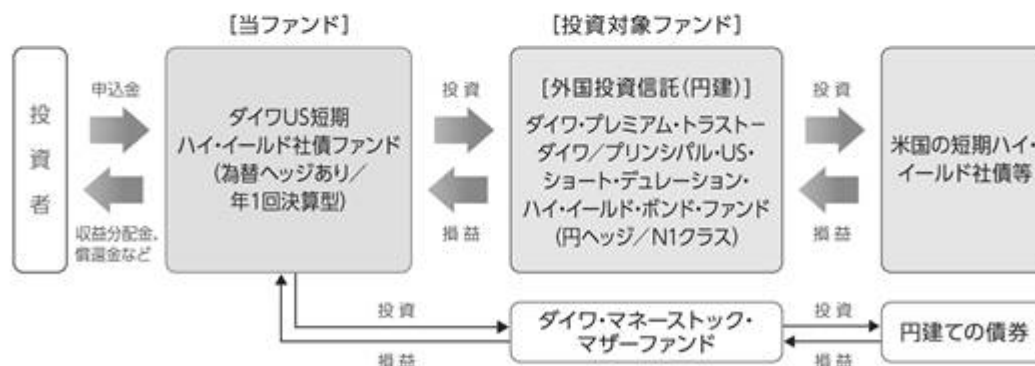 [当ファンド]
[投資対象ファンド]
投資者
申込金
収益分配金、
償還金など
ダイワUS短期
ハイ・イールド社債ファンド
(為替ヘッジあり／
年1回決算型)
投資
損益
[外国投資信託(円建)]
ダイワ・プレミアム・トラスト－
ダイワ／プリンシパル・US・
ショート・デュレーション・
ハイ・イールド・ボンド・ファンド
(円ヘッジ／N1クラス)
投資
損益
米国の短期ハイ・
イールド社債等
投資
損益
ダイワ・マネーストック・
マザーファンド
投資
損益
円建ての債券